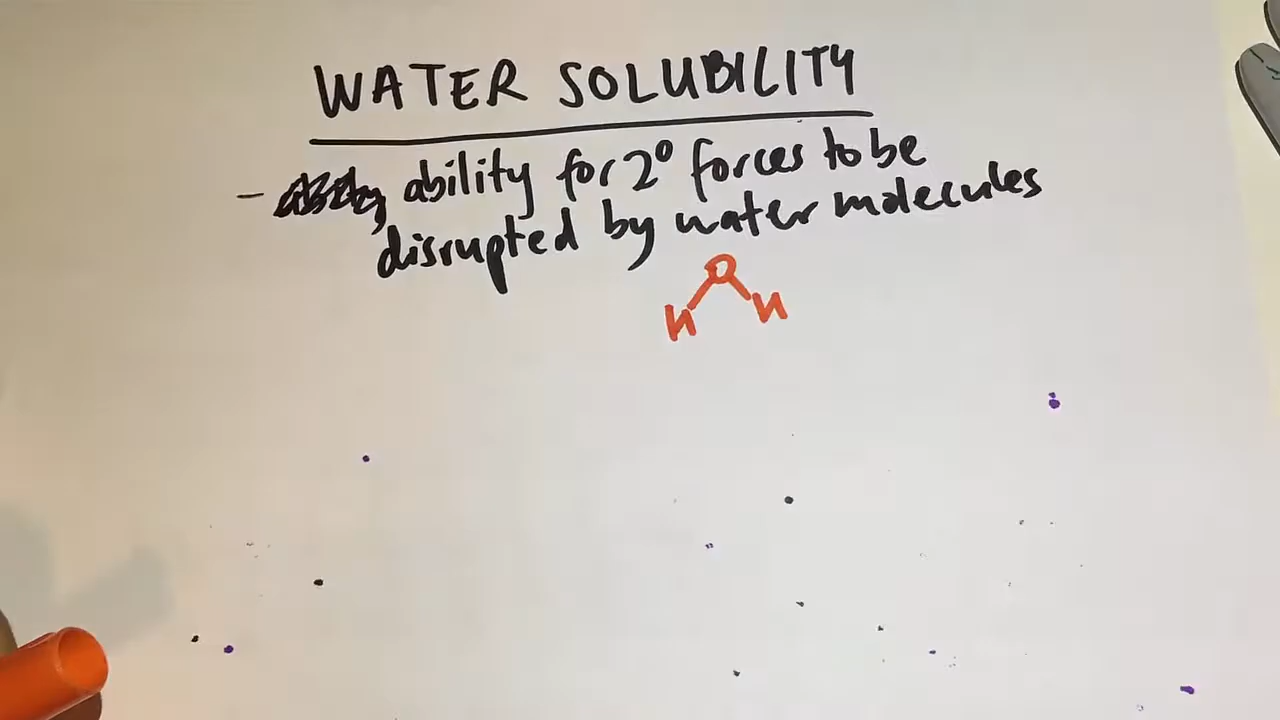 WATER SOLUBILITY
- ability for 2° forces to be
disrupted by water molecules
O
H H